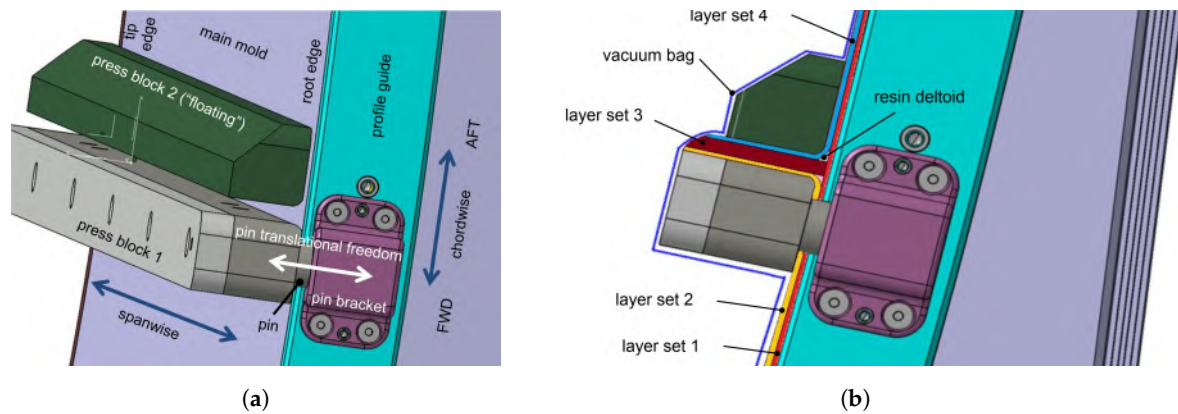 tip
edge
main mold
press block 2 ("floating")
root edge
profile guide
AFT
chordwise
FWD
press block 1
pin translational freedom
pin bracket
pin
spanwise
(a)
layer set 4
vacuum bag
resin deltoid
layer set 3
layer set 2
layer set 1
(b)